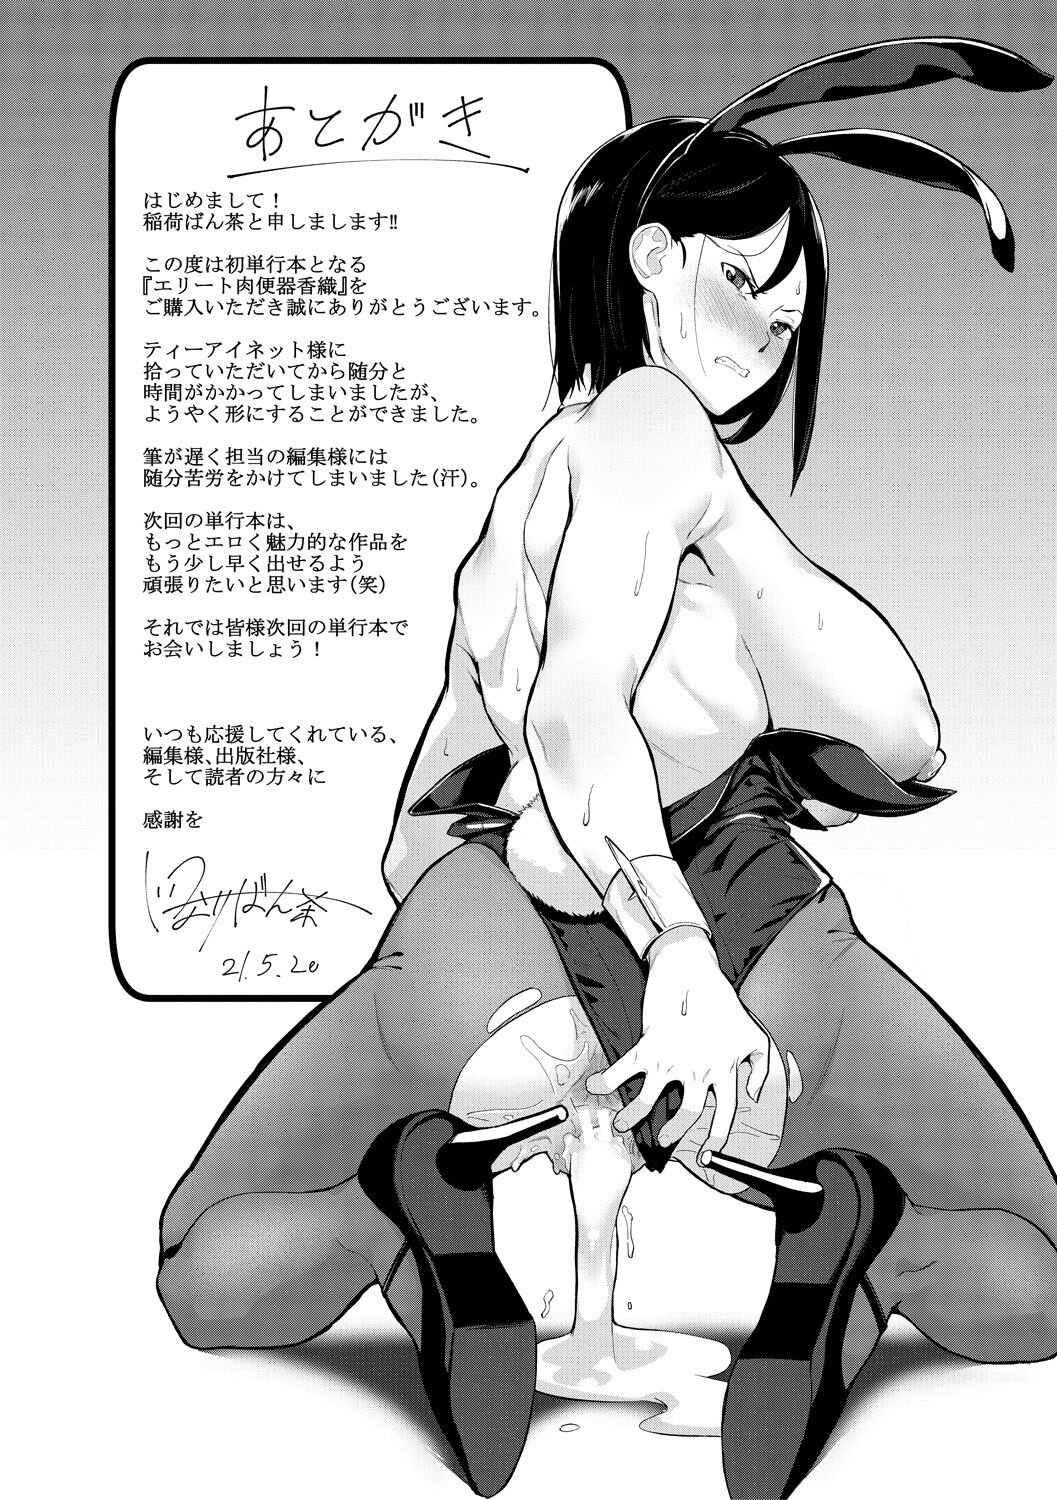 あとがき
はじめまして！
稲荷ばん茶と申しまします!!
この度は初単行本となる
『エリート肉便器香織』を
ご購入いただき誠にありがとうございます。
ティーアイネット様に
拾っていただいてから随分と
時間がかかってしまいましたが、
ようやく形にすることができました。
筆が遅く担当の編集様には
随分苦労をかけてしまいました（汗）。
次回の単行本は、
もっとエロく魅力的な作品を
もう少し早く出せるよう
頑張りたいと思います（笑）
それでは皆様次回の単行本で
お会いしましょう！
いつも応援してくれている、
編集様、出版社様、
そして読者の方々に
感謝を
いなりばん茶
21.5.20